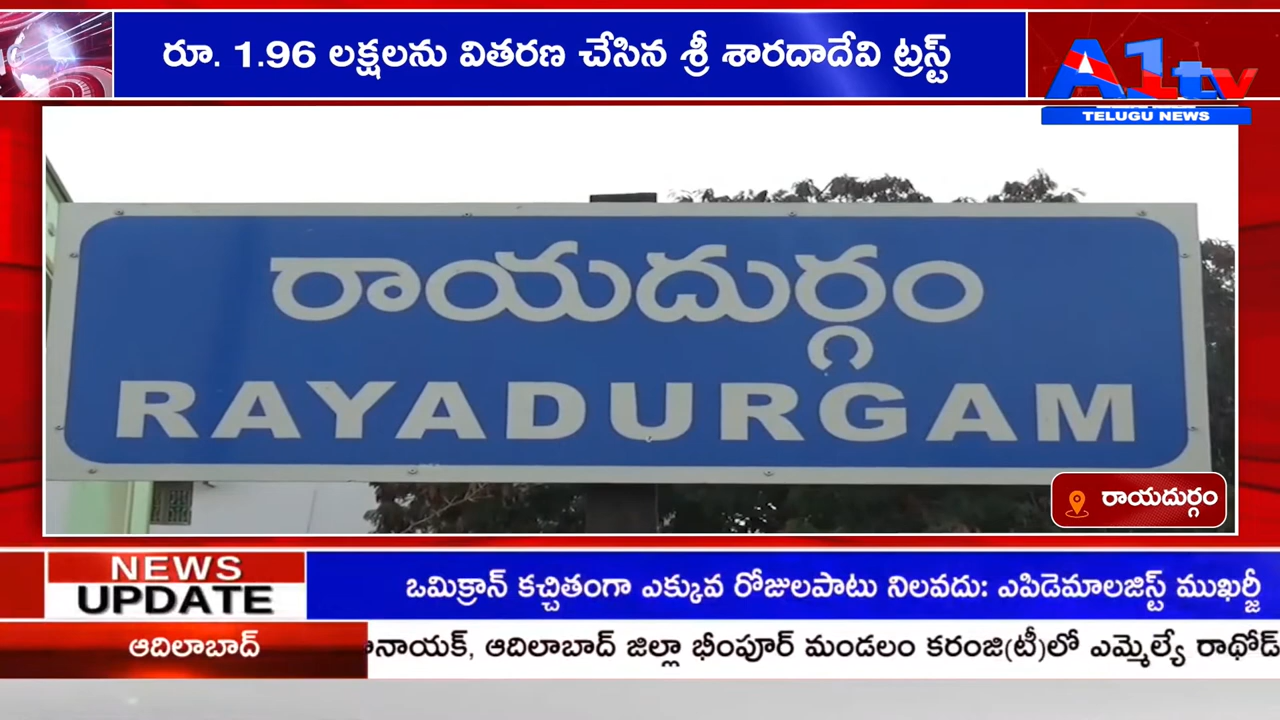 రూ. 1.96 లక్షలను వితరణ చేసిన శ్రీ శారదాదేవి ట్రస్ట్
A1tv
TELUGU NEWS
రాయదుర్గం
RAYADURGAM
రాయదుర్గం
NEWS
UPDATE
ఒమిక్రాన్ కచ్చితంగా ఎక్కువ రోజులపాటు నిలవదు: ఎపిడెమాలజిస్ట్ ముఖర్జీ
ఆదిలాబాద్
ానాయక్, ఆదిలాబాద్ జిల్లా భీంపూర్ మండలం కరంజి(టీ)లో ఎమ్మెల్యే రాథోడ్